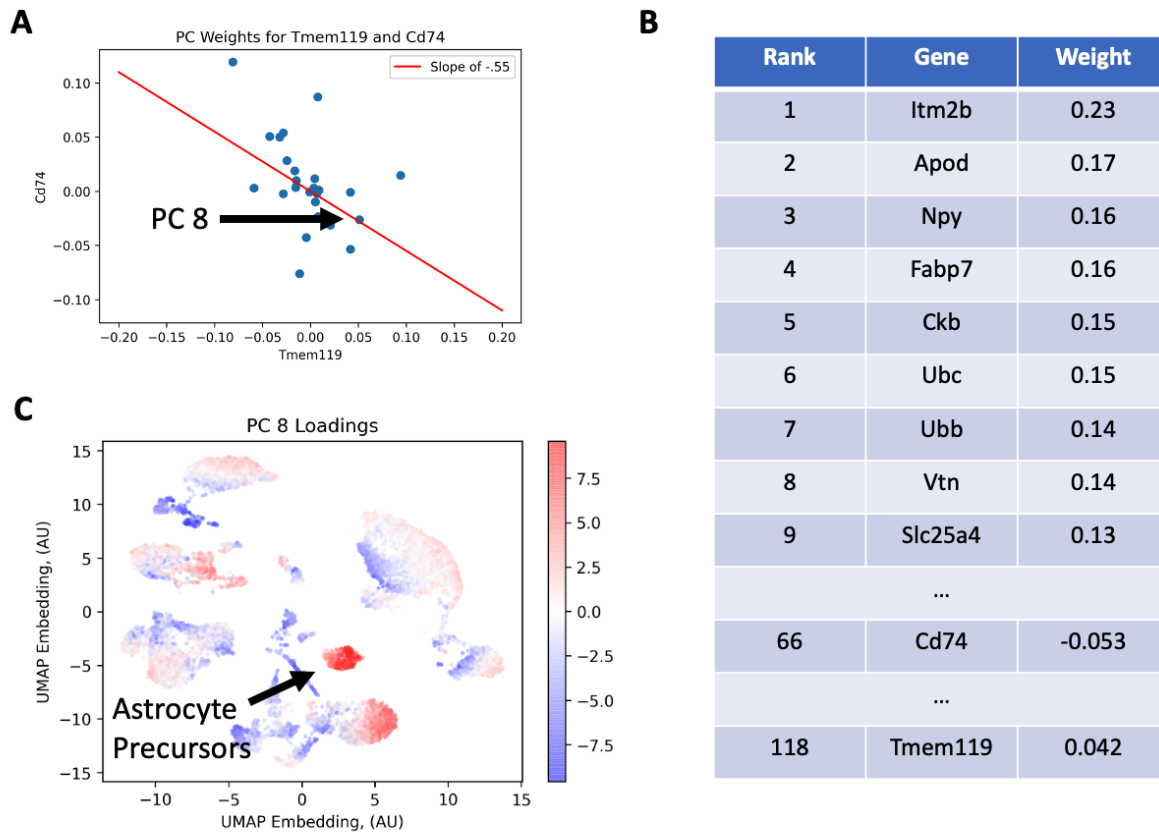 A
PC Weights for Tmem119 and Cd74
Slope of -.55
0.10
0.05
0.00
−0.05
−0.10
Cd74
PC 8
−0.20 −0.15 −0.10 −0.05 0.00 0.05 0.10 0.15 0.20
Tmem119
B
Rank Gene Weight
1 Itm2b 0.23
2 Apod 0.17
3 Npy 0.16
4 Fabp7 0.16
5 Ckb 0.15
6 Ubc 0.15
7 Ubb 0.14
8 Vtn 0.14
9 Slc25a4 0.13
...
66 Cd74 -0.053
...
118 Tmem119 0.042
C
PC 8 Loadings
15
10
5
0
−5
−10
−15
UMAP Embedding, (AU)
Astrocyte
Precursors
−10 −5 0 5 10 15
UMAP Embedding, (AU)
7.5
5.0
2.5
0.0
−2.5
−5.0
−7.5